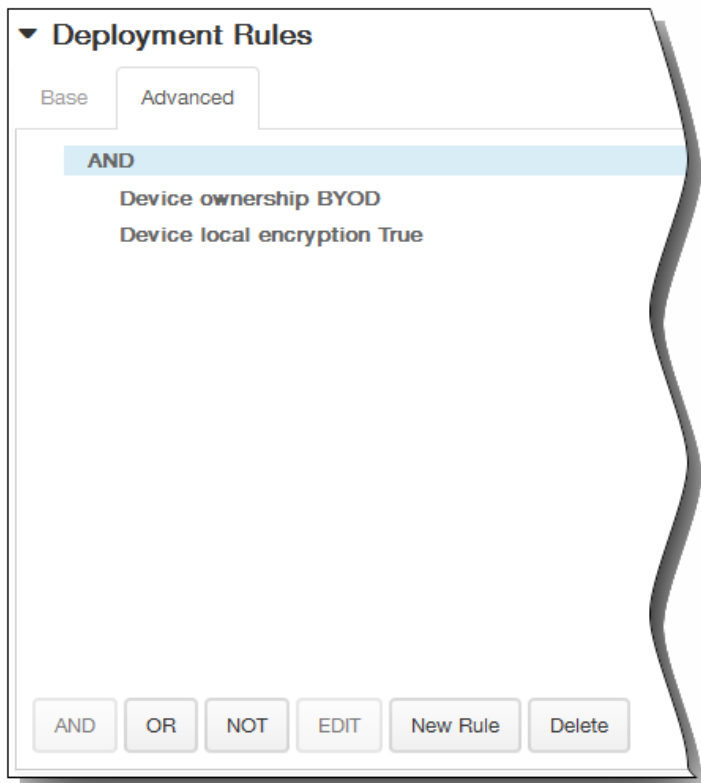 Deployment Rules
Base Advanced
AND
Device ownership BYOD
Device local encryption True
AND OR NOT EDIT New Rule Delete